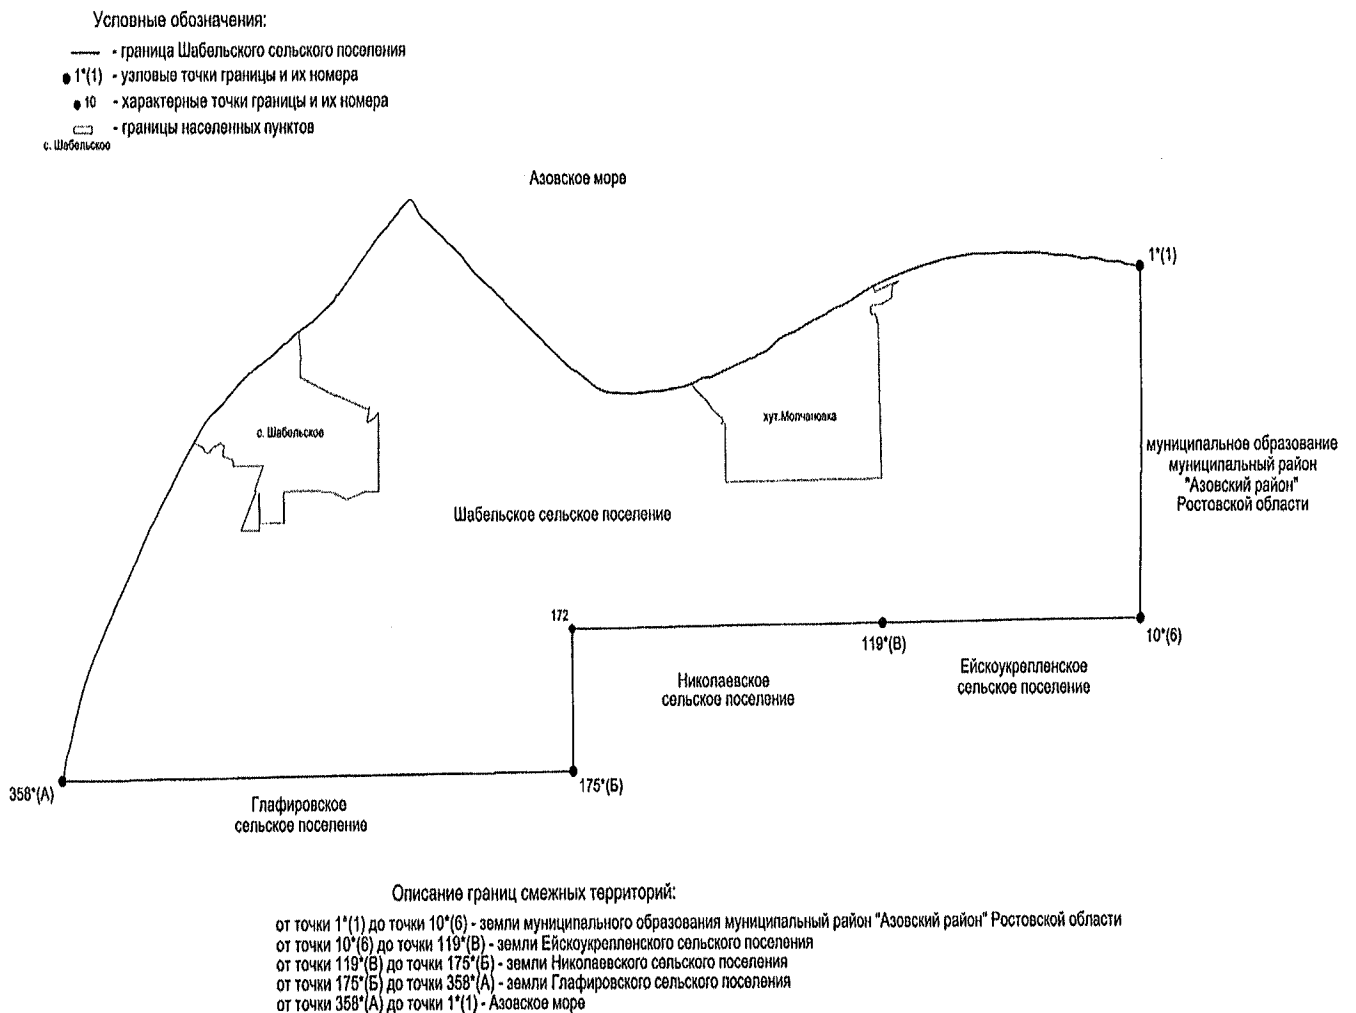 Условные обозначения:
- граница Шабельского сельского поселения
1*(1) - узловые точки границы и их номера
10 - характерные точки границы и их номера
- границы населенных пунктов
с. Шабельское
Азовское море
1*(1)
с. Шабельское
хут.Молчановка
муниципальное образование
муниципальный район
"Азовский район"
Ростовской области
Шабельское сельское поселение
172
119*(В)
10*(6)
Николаевское
сельское поселение
Ейскоукрепленское
сельское поселение
358*(А)
175*(Б)
Глафировское
сельское поселение
Описание границ смежных территорий:
от точки 1*(1) до точки 10*(6) - земли муниципального образования муниципальный район "Азовский район" Ростовской области
от точки 10*(6) до точки 119*(В) - земли Ейскоукрепленского сельского поселения
от точки 119*(В) до точки 175*(Б) - земли Николаевского сельского поселения
от точки 175*(Б) до точки 358*(А) - земли Глафировского сельского поселения
от точки 358*(А) до точки 1*(1) - Азовское море